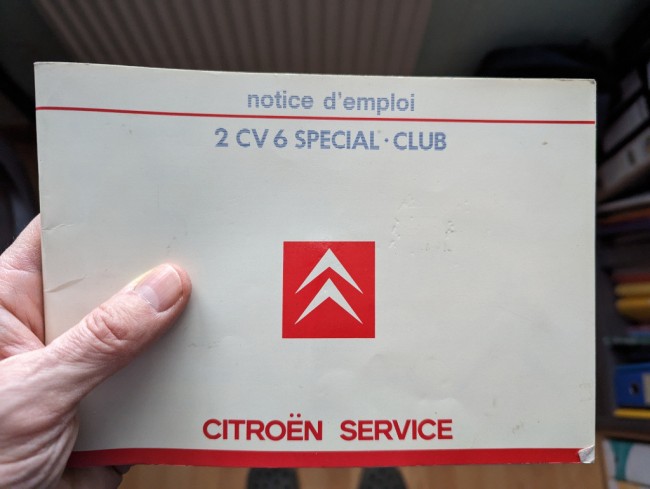 notice d'emploi
2 CV 6 SPECIAL · CLUB
CITROËN SERVICE